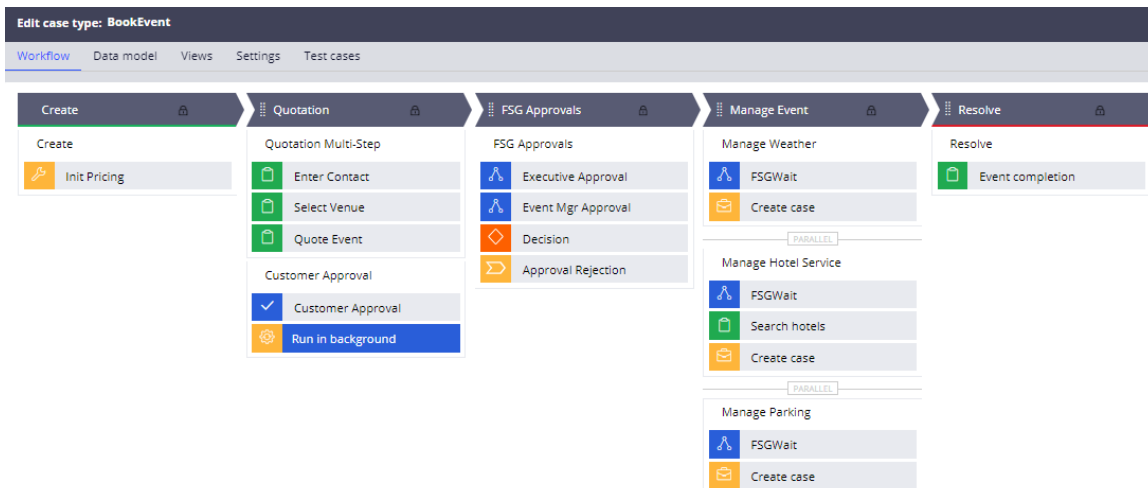 Edit case type: BookEvent
Workflow Data model Views Settings Test cases
Create
Create
Init Pricing
Quotation
Quotation Multi-Step
Enter Contact
Select Venue
Quote Event
Customer Approval
Customer Approval
Run in background
FSG Approvals
FSG Approvals
Executive Approval
Event Mgr Approval
Decision
Approval Rejection
Manage Event
Manage Weather
FSGWait
Create case
PARALLEL
Manage Hotel Service
FSGWait
Search hotels
Create case
PARALLEL
Manage Parking
FSGWait
Create case
Resolve
Resolve
Event completion